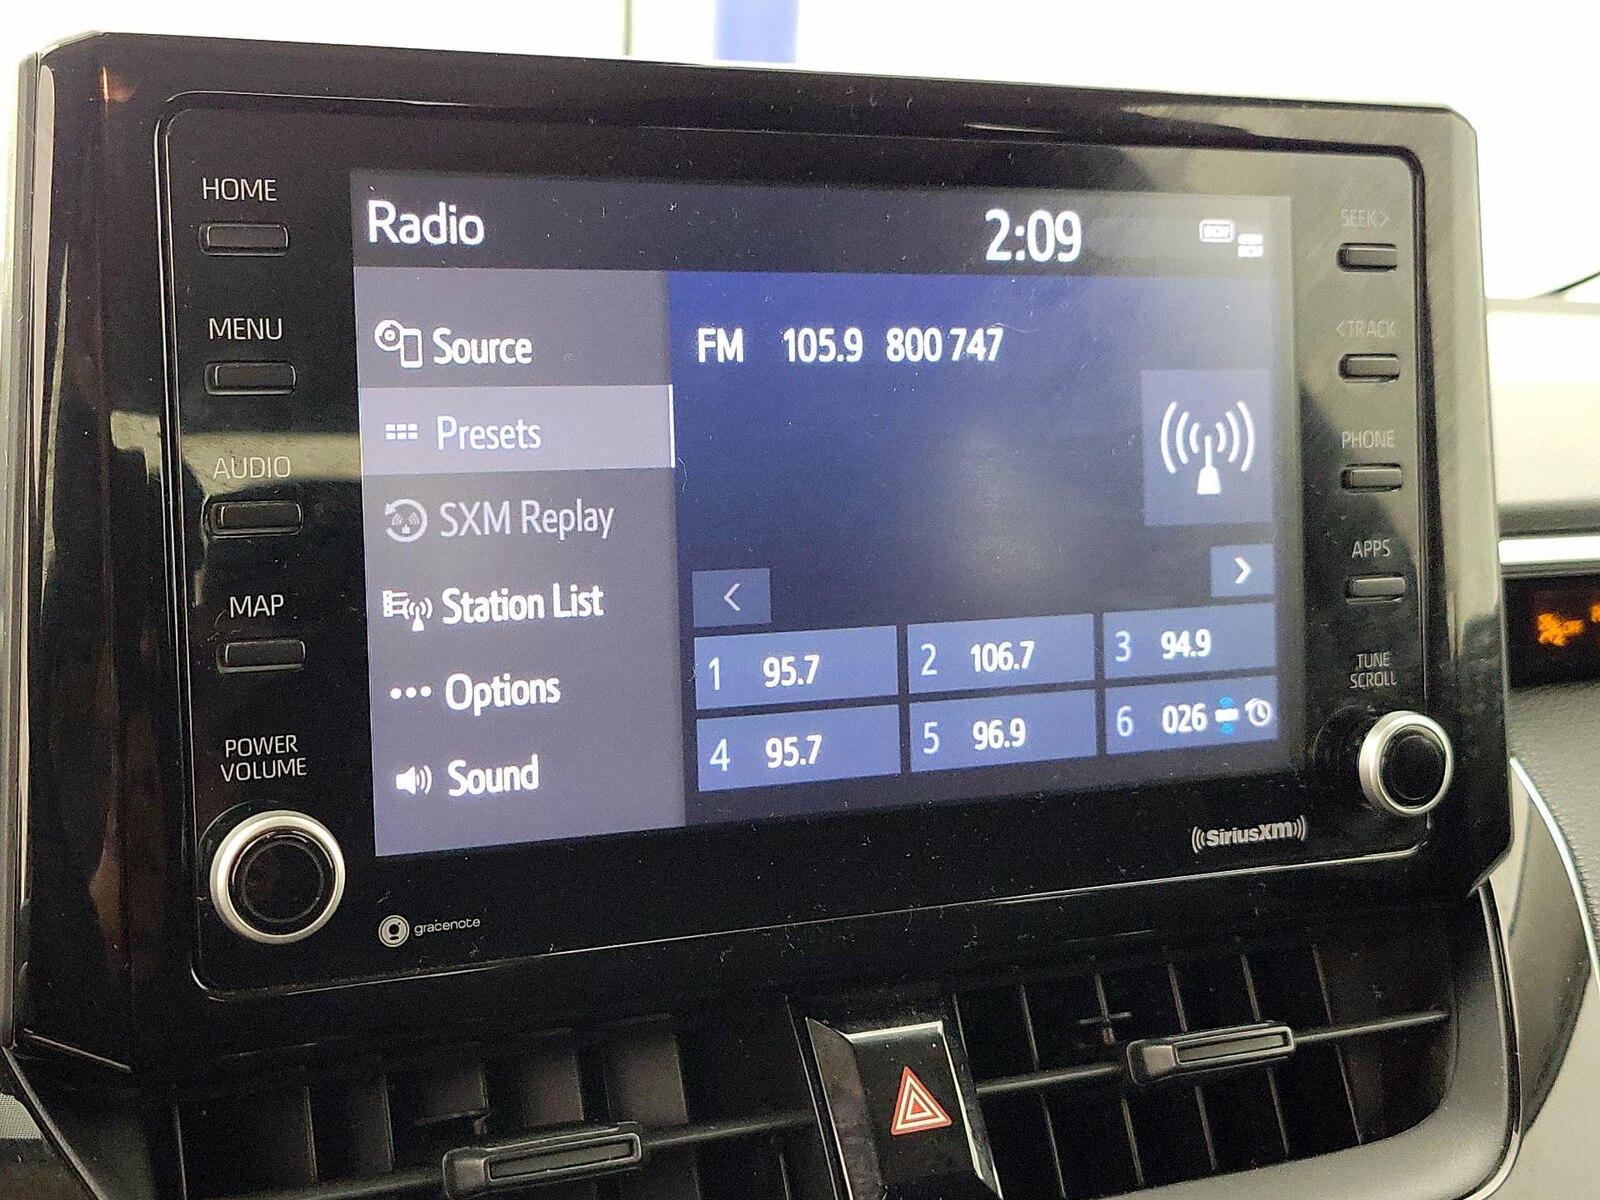 HOME
MENU
AUDIO
MAP
POWER
VOLUME
Radio
2:09
Source
Presets
SXM Replay
Station List
Options
Sound
FM 105.9 800 747
1 95.7
2 106.7
3 94.9
4 95.7
5 96.9
6 026
SEEK>
<TRACK
PHONE
APPS
TUNE
SCROLL
gracenote
((SiriusXM))